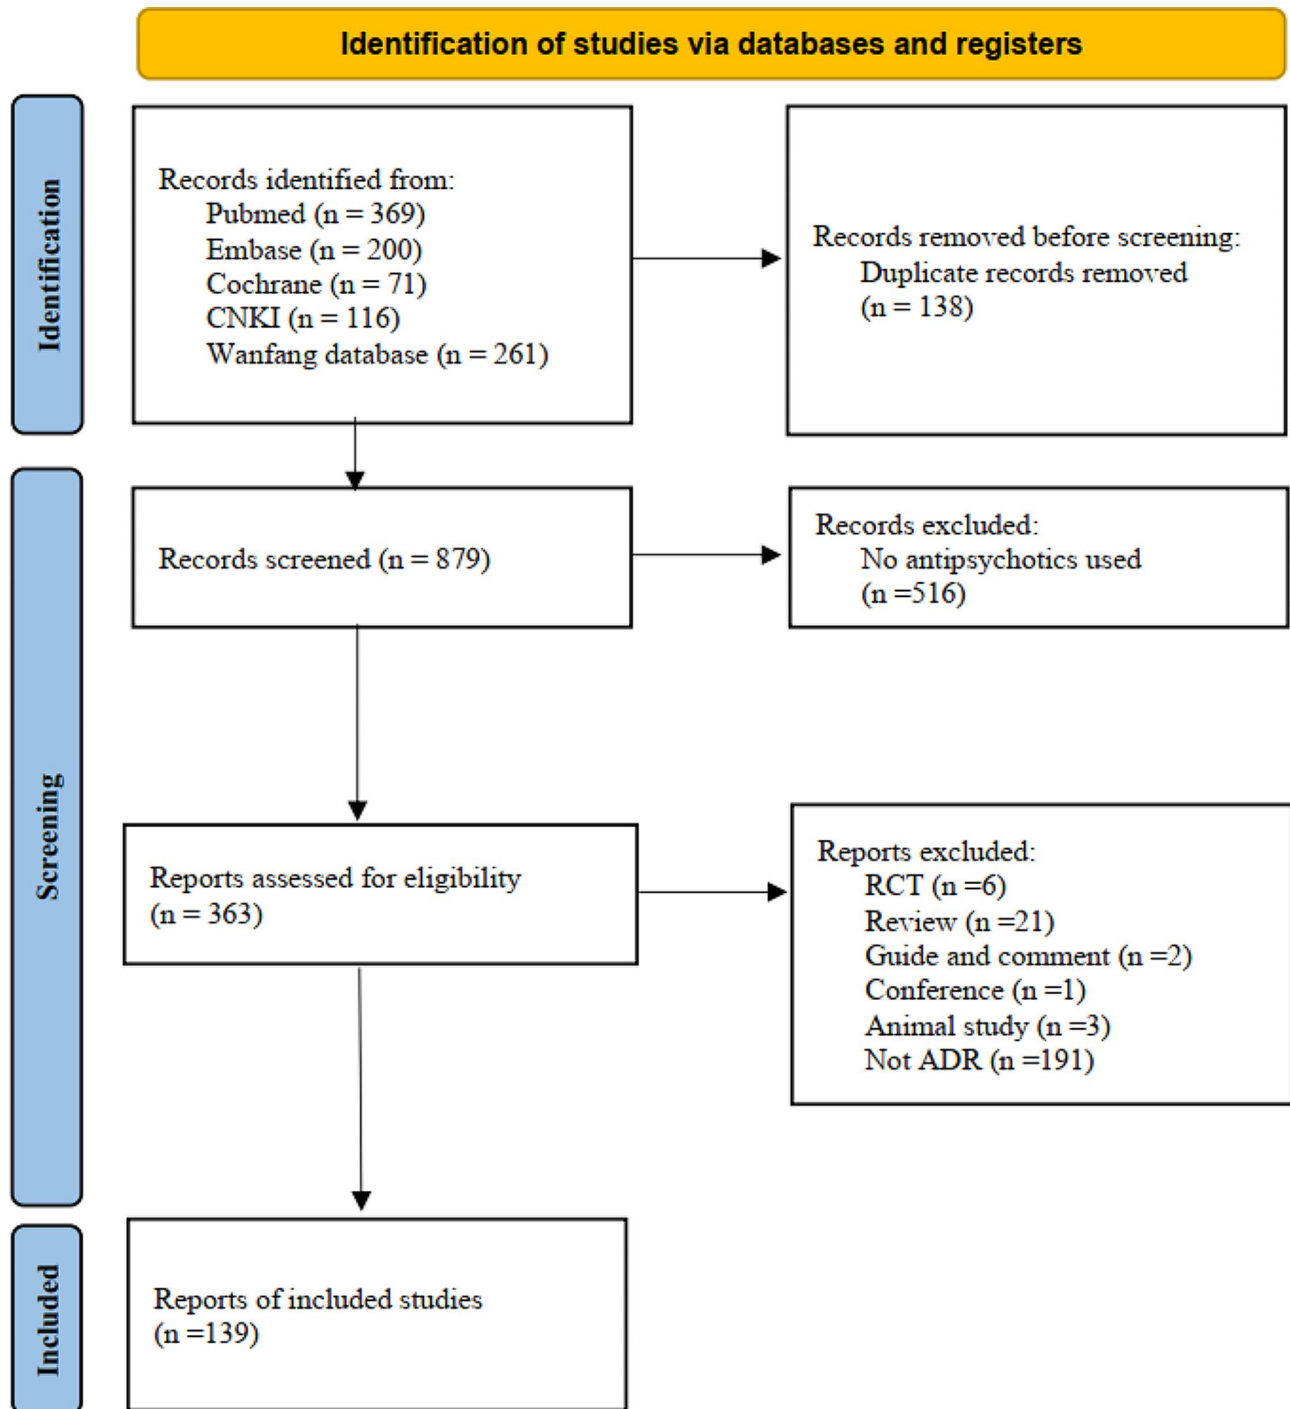 Identification of studies via databases and registers
Identification
Records identified from:
Pubmed (n = 369)
Embase (n = 200)
Cochrane (n = 71)
CNKI (n = 116)
Wanfang database (n = 261)
Records removed before screening:
Duplicate records removed
(n = 138)
Screening
Records screened (n = 879)
Records excluded:
No antipsychotics used
(n =516)
Reports assessed for eligibility
(n = 363)
Reports excluded:
RCT (n =6)
Review (n =21)
Guide and comment (n =2)
Conference (n =1)
Animal study (n =3)
Not ADR (n =191)
Included
Reports of included studies
(n =139)